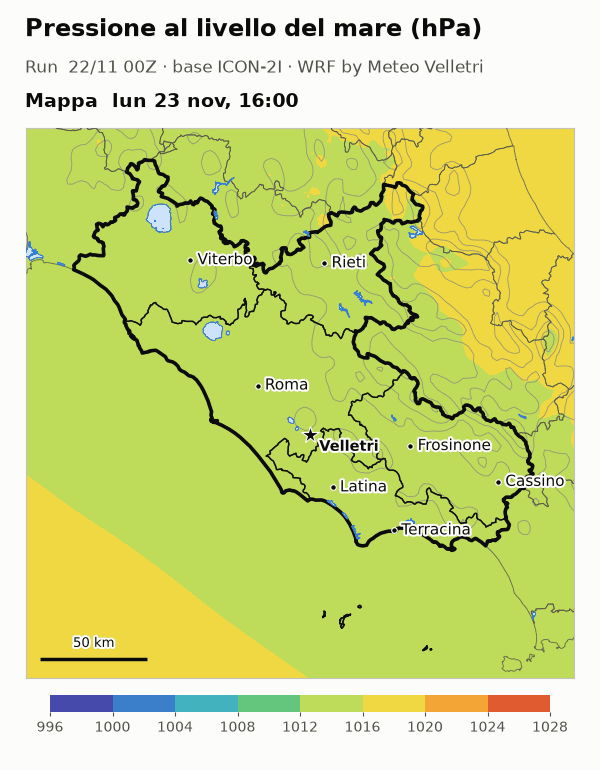 Pressione al livello del mare (hPa)
Run  22/11 00Z · base ICON-2I · WRF by Meteo Velletri
Mappa  lun 23 nov, 16:00
Viterbo
Rieti
Roma
Velletri
Frosinone
Cassino
Latina
Terracina
50 km
996 1000 1004 1008 1012 1016 1020 1024 1028